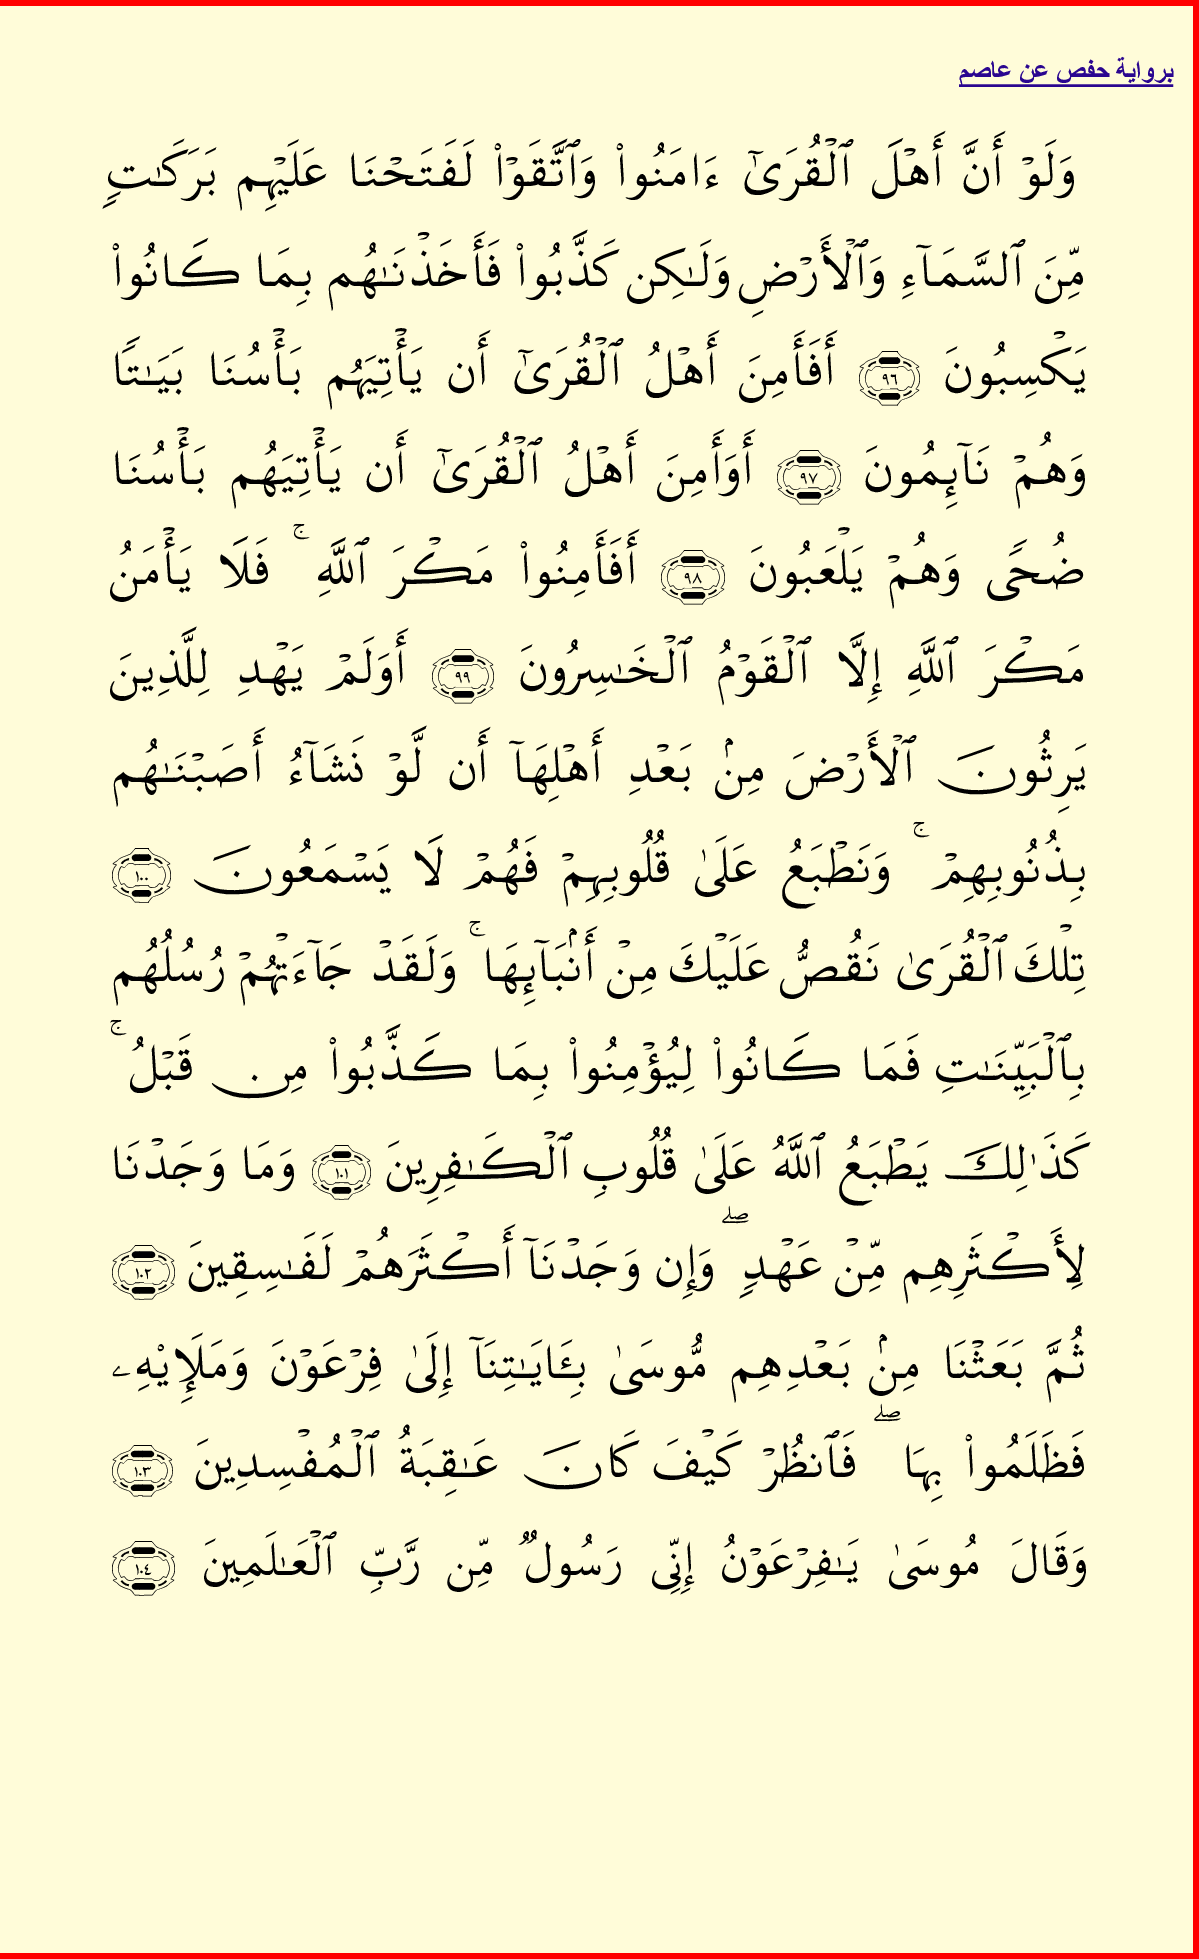 برواية حفص عن عاصم
وَلَوۡ أَنَّ أَهۡلَ ٱلۡقُرَىٰٓ ءَامَنُواْ وَٱتَّقَوۡاْ لَفَتَحۡنَا عَلَيۡهِم بَرَكَٰتٖ
مِّنَ ٱلسَّمَآءِ وَٱلۡأَرۡضِ وَلَٰكِن كَذَّبُواْ فَأَخَذۡنَٰهُم بِمَا كَانُواْ
يَكۡسِبُونَ ٩٦ أَفَأَمِنَ أَهۡلُ ٱلۡقُرَىٰٓ أَن يَأۡتِيَهُم بَأۡسُنَا بَيَٰتٗا
وَهُمۡ نَآئِمُونَ ٩٧ أَوَأَمِنَ أَهۡلُ ٱلۡقُرَىٰٓ أَن يَأۡتِيَهُم بَأۡسُنَا
ضُحٗى وَهُمۡ يَلۡعَبُونَ ٩٨ أَفَأَمِنُواْ مَكۡرَ ٱللَّهِۚ فَلَا يَأۡمَنُ
مَكۡرَ ٱللَّهِ إِلَّا ٱلۡقَوۡمُ ٱلۡخَٰسِرُونَ ٩٩ أَوَلَمۡ يَهۡدِ لِلَّذِينَ
يَرِثُونَ ٱلۡأَرۡضَ مِنۢ بَعۡدِ أَهۡلِهَآ أَن لَّوۡ نَشَآءُ أَصَبۡنَٰهُم
بِذُنُوبِهِمۡۚ وَنَطۡبَعُ عَلَىٰ قُلُوبِهِمۡ فَهُمۡ لَا يَسۡمَعُونَ ١٠٠
تِلۡكَ ٱلۡقُرَىٰ نَقُصُّ عَلَيۡكَ مِنۡ أَنۢبَآئِهَاۚ وَلَقَدۡ جَآءَتۡهُمۡ رُسُلُهُم
بِٱلۡبَيِّنَٰتِ فَمَا كَانُواْ لِيُؤۡمِنُواْ بِمَا كَذَّبُواْ مِن قَبۡلُۚ
كَذَٰلِكَ يَطۡبَعُ ٱللَّهُ عَلَىٰ قُلُوبِ ٱلۡكَٰفِرِينَ ١٠١ وَمَا وَجَدۡنَا
لِأَكۡثَرِهِم مِّنۡ عَهۡدٖۖ وَإِن وَجَدۡنَآ أَكۡثَرَهُمۡ لَفَٰسِقِينَ ١٠٢
ثُمَّ بَعَثۡنَا مِنۢ بَعۡدِهِم مُّوسَىٰ بِـَٔايَٰتِنَآ إِلَىٰ فِرۡعَوۡنَ وَمَلَإِيْهِۦ
فَظَلَمُواْ بِهَاۖ فَٱنظُرۡ كَيۡفَ كَانَ عَٰقِبَةُ ٱلۡمُفۡسِدِينَ ١٠٣
وَقَالَ مُوسَىٰ يَٰفِرۡعَوۡنُ إِنِّي رَسُولٞ مِّن رَّبِّ ٱلۡعَٰلَمِينَ ١٠٤